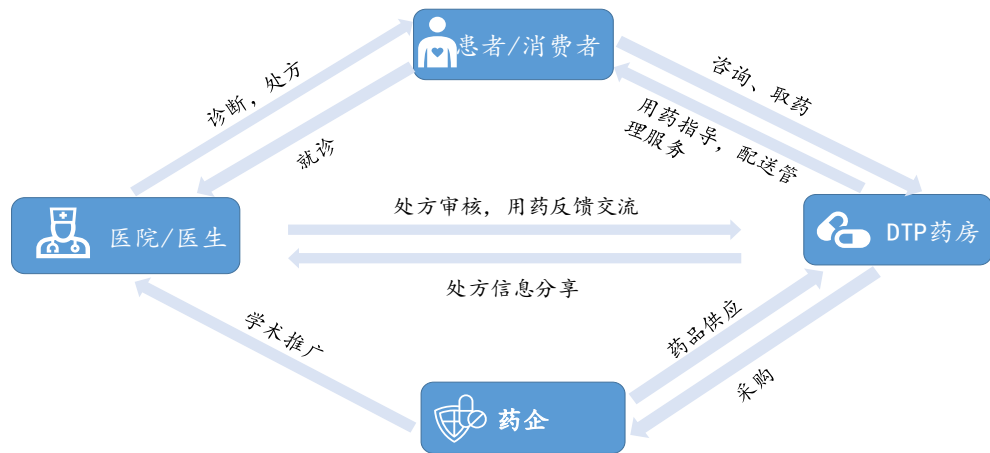 患者/消费者
诊断，处方
咨询、取药
就诊
用药指导，配送管
理服务
医院/医生
处方审核，用药反馈交流
DTP药房
处方信息分享
学术推广
药品供应
采购
药企